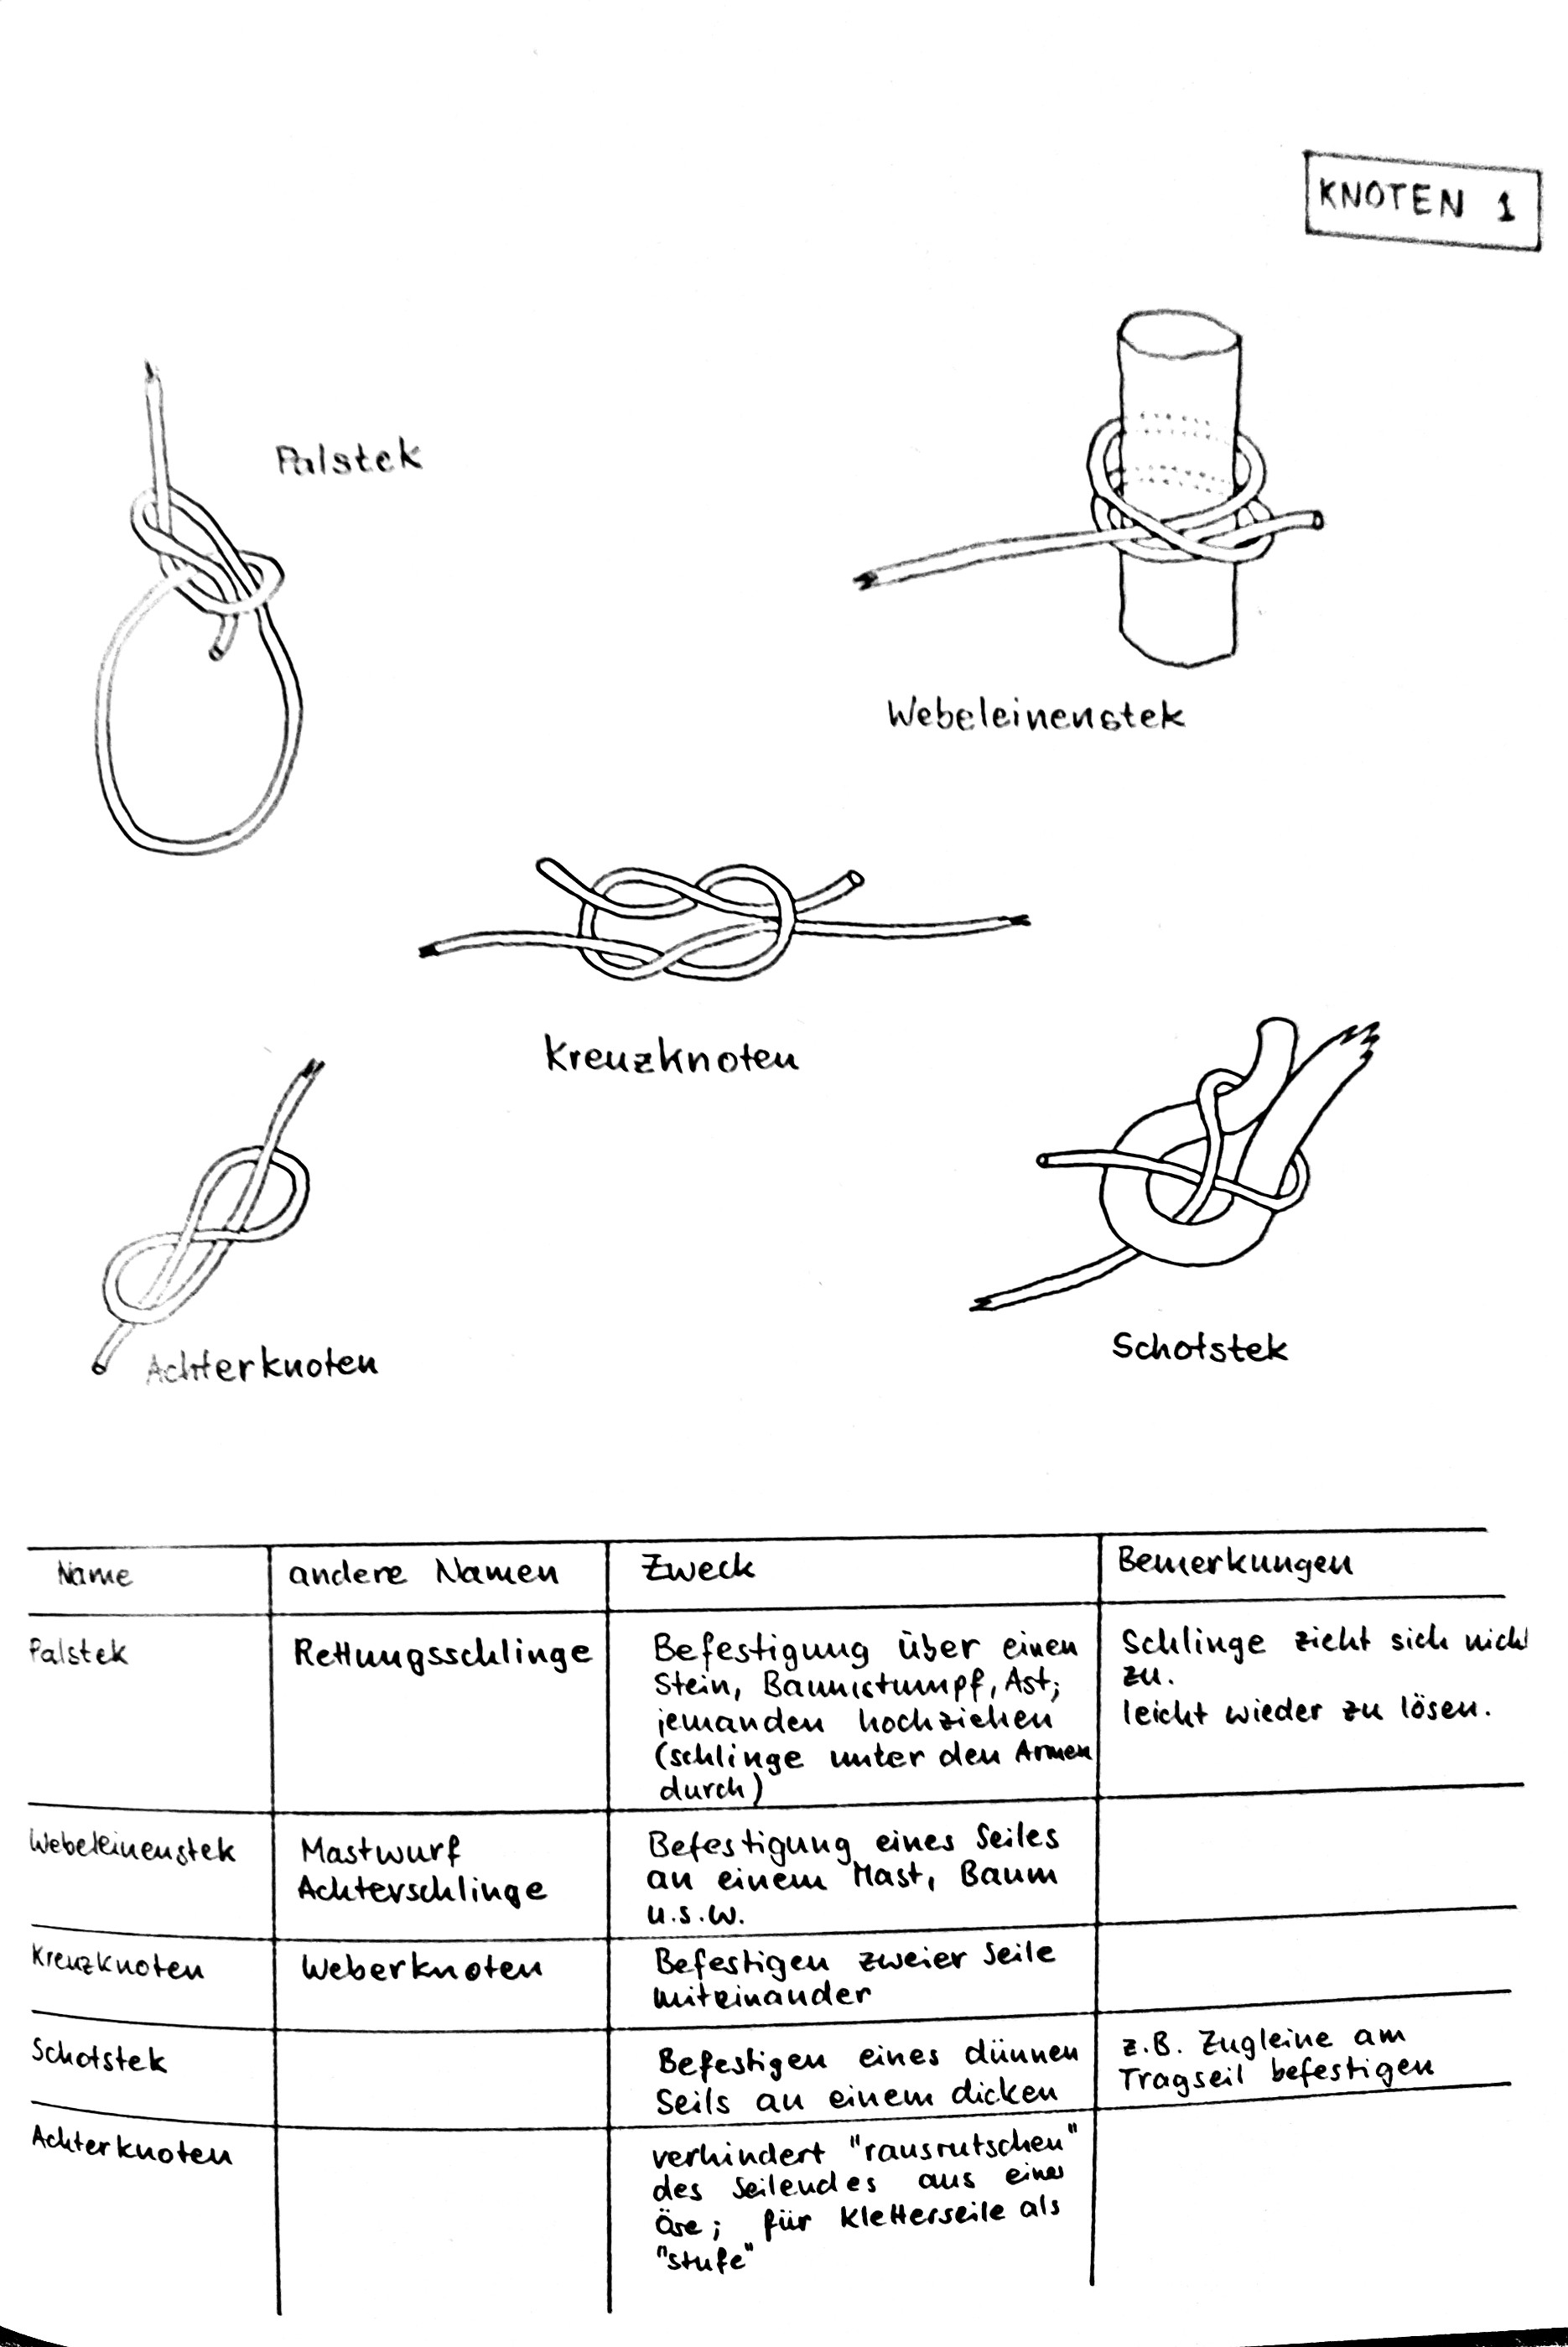 KNOTEN 1
Palstek
Webeleinenstek
Kreuzknoten
Achterknoten
Schotstek
Name
andere Namen
Zweck
Bemerkungen
Palstek
Rettungsschlinge
Befestigung über einen
Stein, Baumstumpf, Ast;
jemanden hochziehen
(schlinge unter den Armen
durch)
Schlinge zieht sich nicht
zu.
leicht wieder zu lösen.
Webeleinenstek
Mastwurf
Achterschlinge
Befestigung eines Seiles
an einem Mast, Baum
u.s.w.
Kreuzknoten
Weberknoten
Befestigen zweier Seile
miteinander
Schotstek
Befestigen eines dünnen
Seils an einem dicken
z.B. Zugleine am
Tragseil befestigen
Achterknoten
verhindert "rausrutschen"
des Seilendes aus einer
Öse; für Kletterseile als
"stufe"